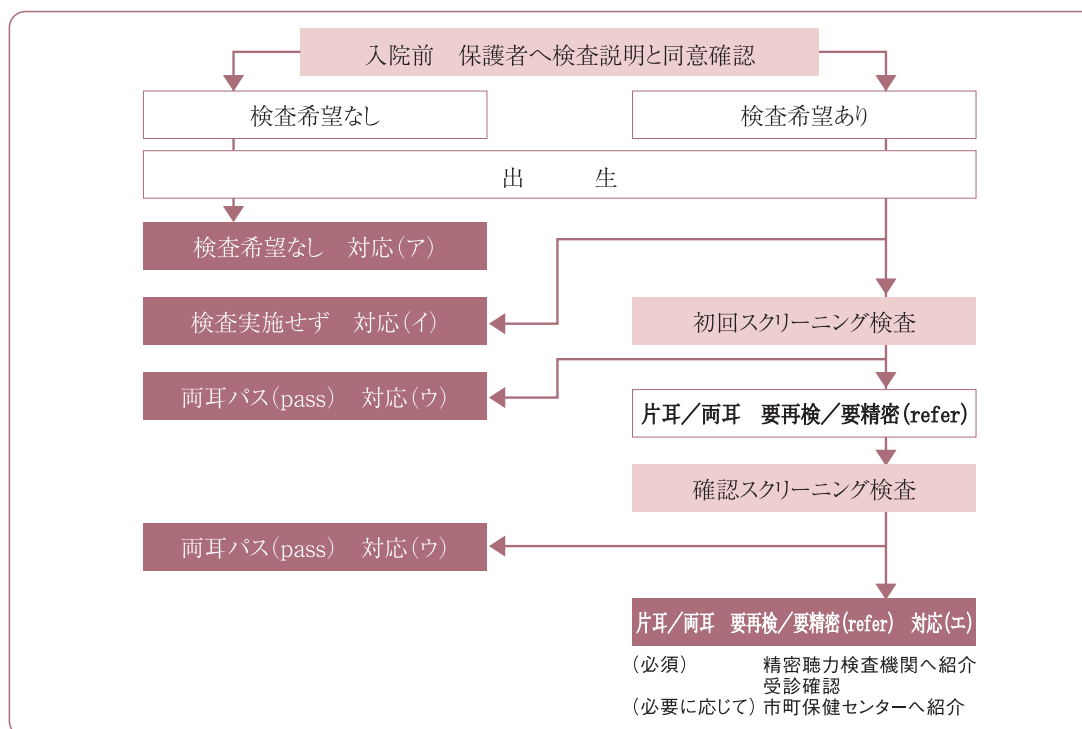 入院前　保護者へ検査説明と同意確認
検査希望なし
検査希望あり
出　　生
検査希望なし　対応(ア)
検査実施せず　対応(イ)
初回スクリーニング検査
両耳パス(pass)　対応(ウ)
片耳／両耳　要再検／要精密(refer)
確認スクリーニング検査
両耳パス(pass)　対応(ウ)
片耳／両耳　要再検／要精密(refer)　対応(エ)
(必須)　精密聴力検査機関へ紹介
受診確認
(必要に応じて)市町保健センターへ紹介